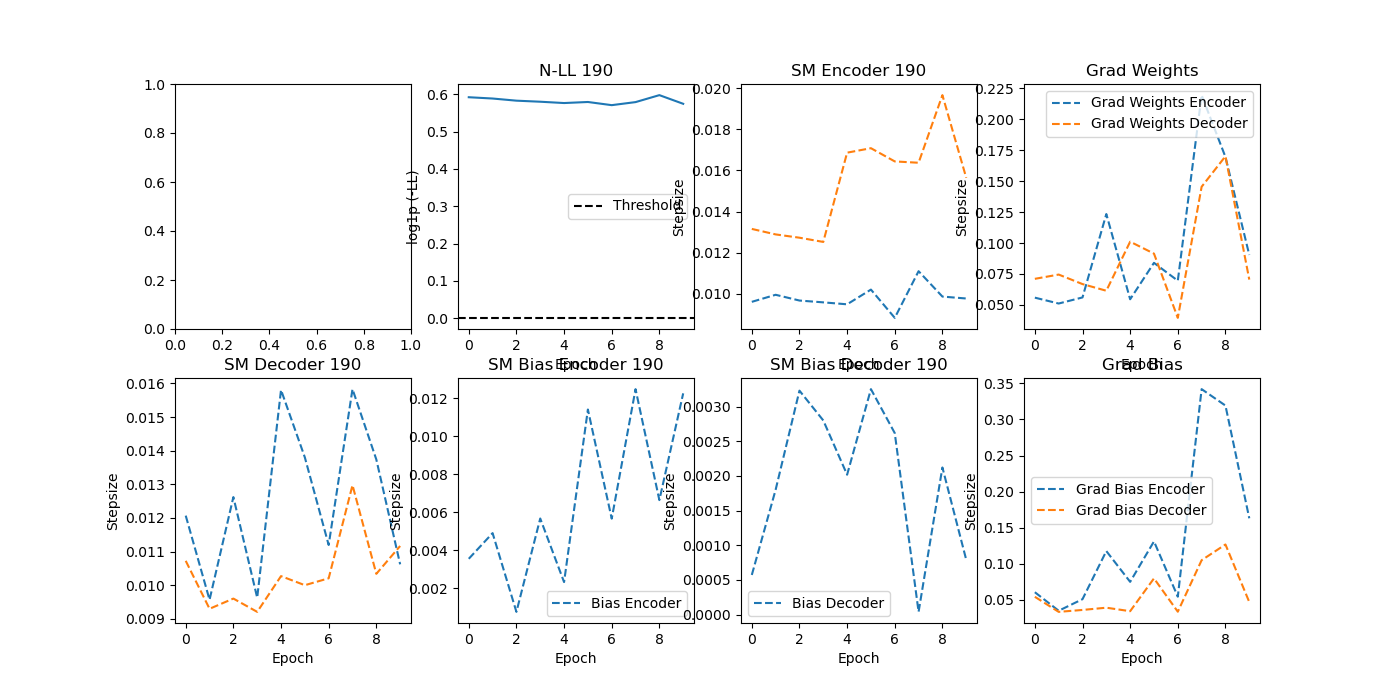 N-LL 190
SM Encoder 190
Grad Weights
1.0
0.8
0.6
0.4
0.2
0.0
0.0 0.2 0.4 0.6 0.8 1.0
log1p (-LL)
0.6
0.5
0.4
0.3
0.2
0.1
0.0
Threshold
0 2 4 6 8
Epoch
Stepsize
0.020
0.018
0.016
0.014
0.012
0.010
0 2 4 6 8
Epoch
Stepsize
0.225
0.200
0.175
0.150
0.125
0.100
0.075
0.050
Grad Weights Encoder
Grad Weights Decoder
0 2 4 6 8
Epoch
SM Decoder 190
SM Bias Encoder 190
SM Bias Decoder 190
Grad Bias
Stepsize
0.016
0.015
0.014
0.013
0.012
0.011
0.010
0.009
0 2 4 6 8
Epoch
Stepsize
0.012
0.010
0.008
0.006
0.004
0.002
Bias Encoder
0 2 4 6 8
Epoch
Stepsize
0.0030
0.0025
0.0020
0.0015
0.0010
0.0005
0.0000
Bias Decoder
0 2 4 6 8
Epoch
Stepsize
0.35
0.30
0.25
0.20
0.15
0.10
0.05
Grad Bias Encoder
Grad Bias Decoder
0 2 4 6 8
Epoch